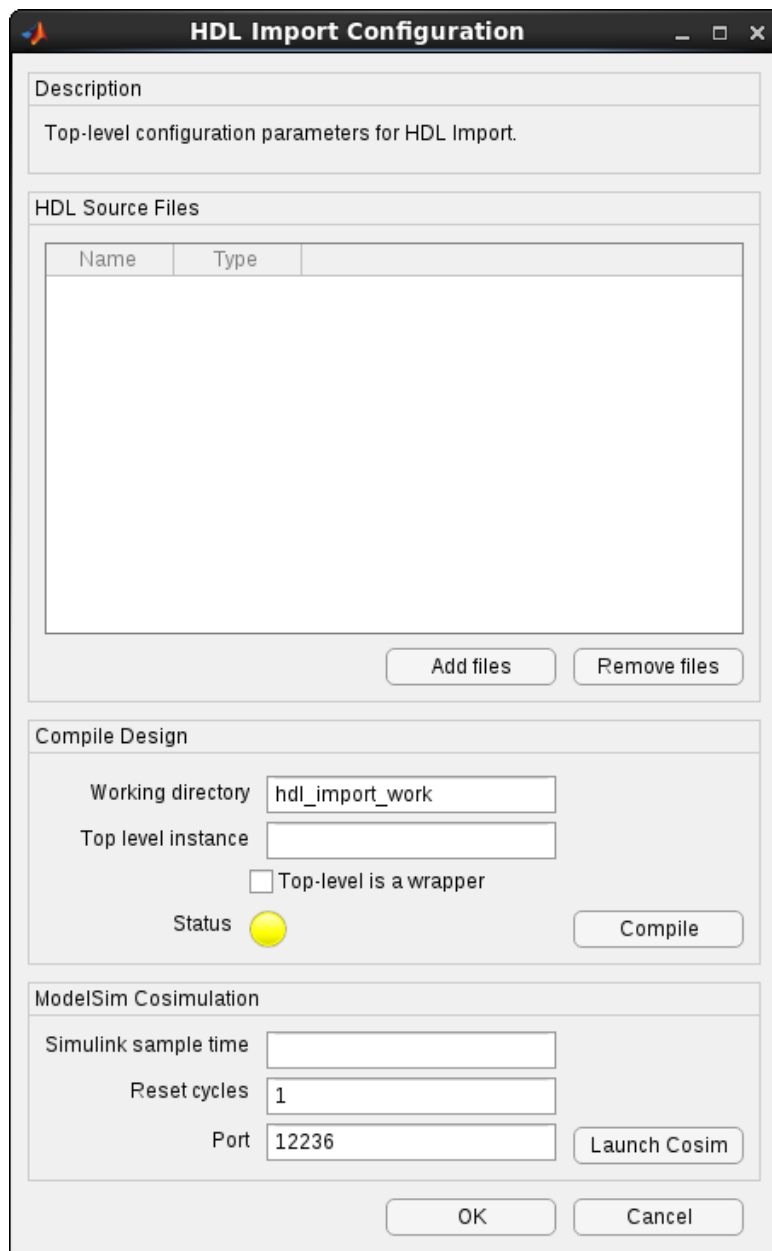 HDL Import Configuration
Description
Top-level configuration parameters for HDL Import.
HDL Source Files
Name Type
Add files Remove files
Compile Design
Working directory hdl_import_work
Top level instance
Top-level is a wrapper
Status Compile
ModelSim Cosimulation
Simulink sample time
Reset cycles 1
Port 12236 Launch Cosim
OK Cancel